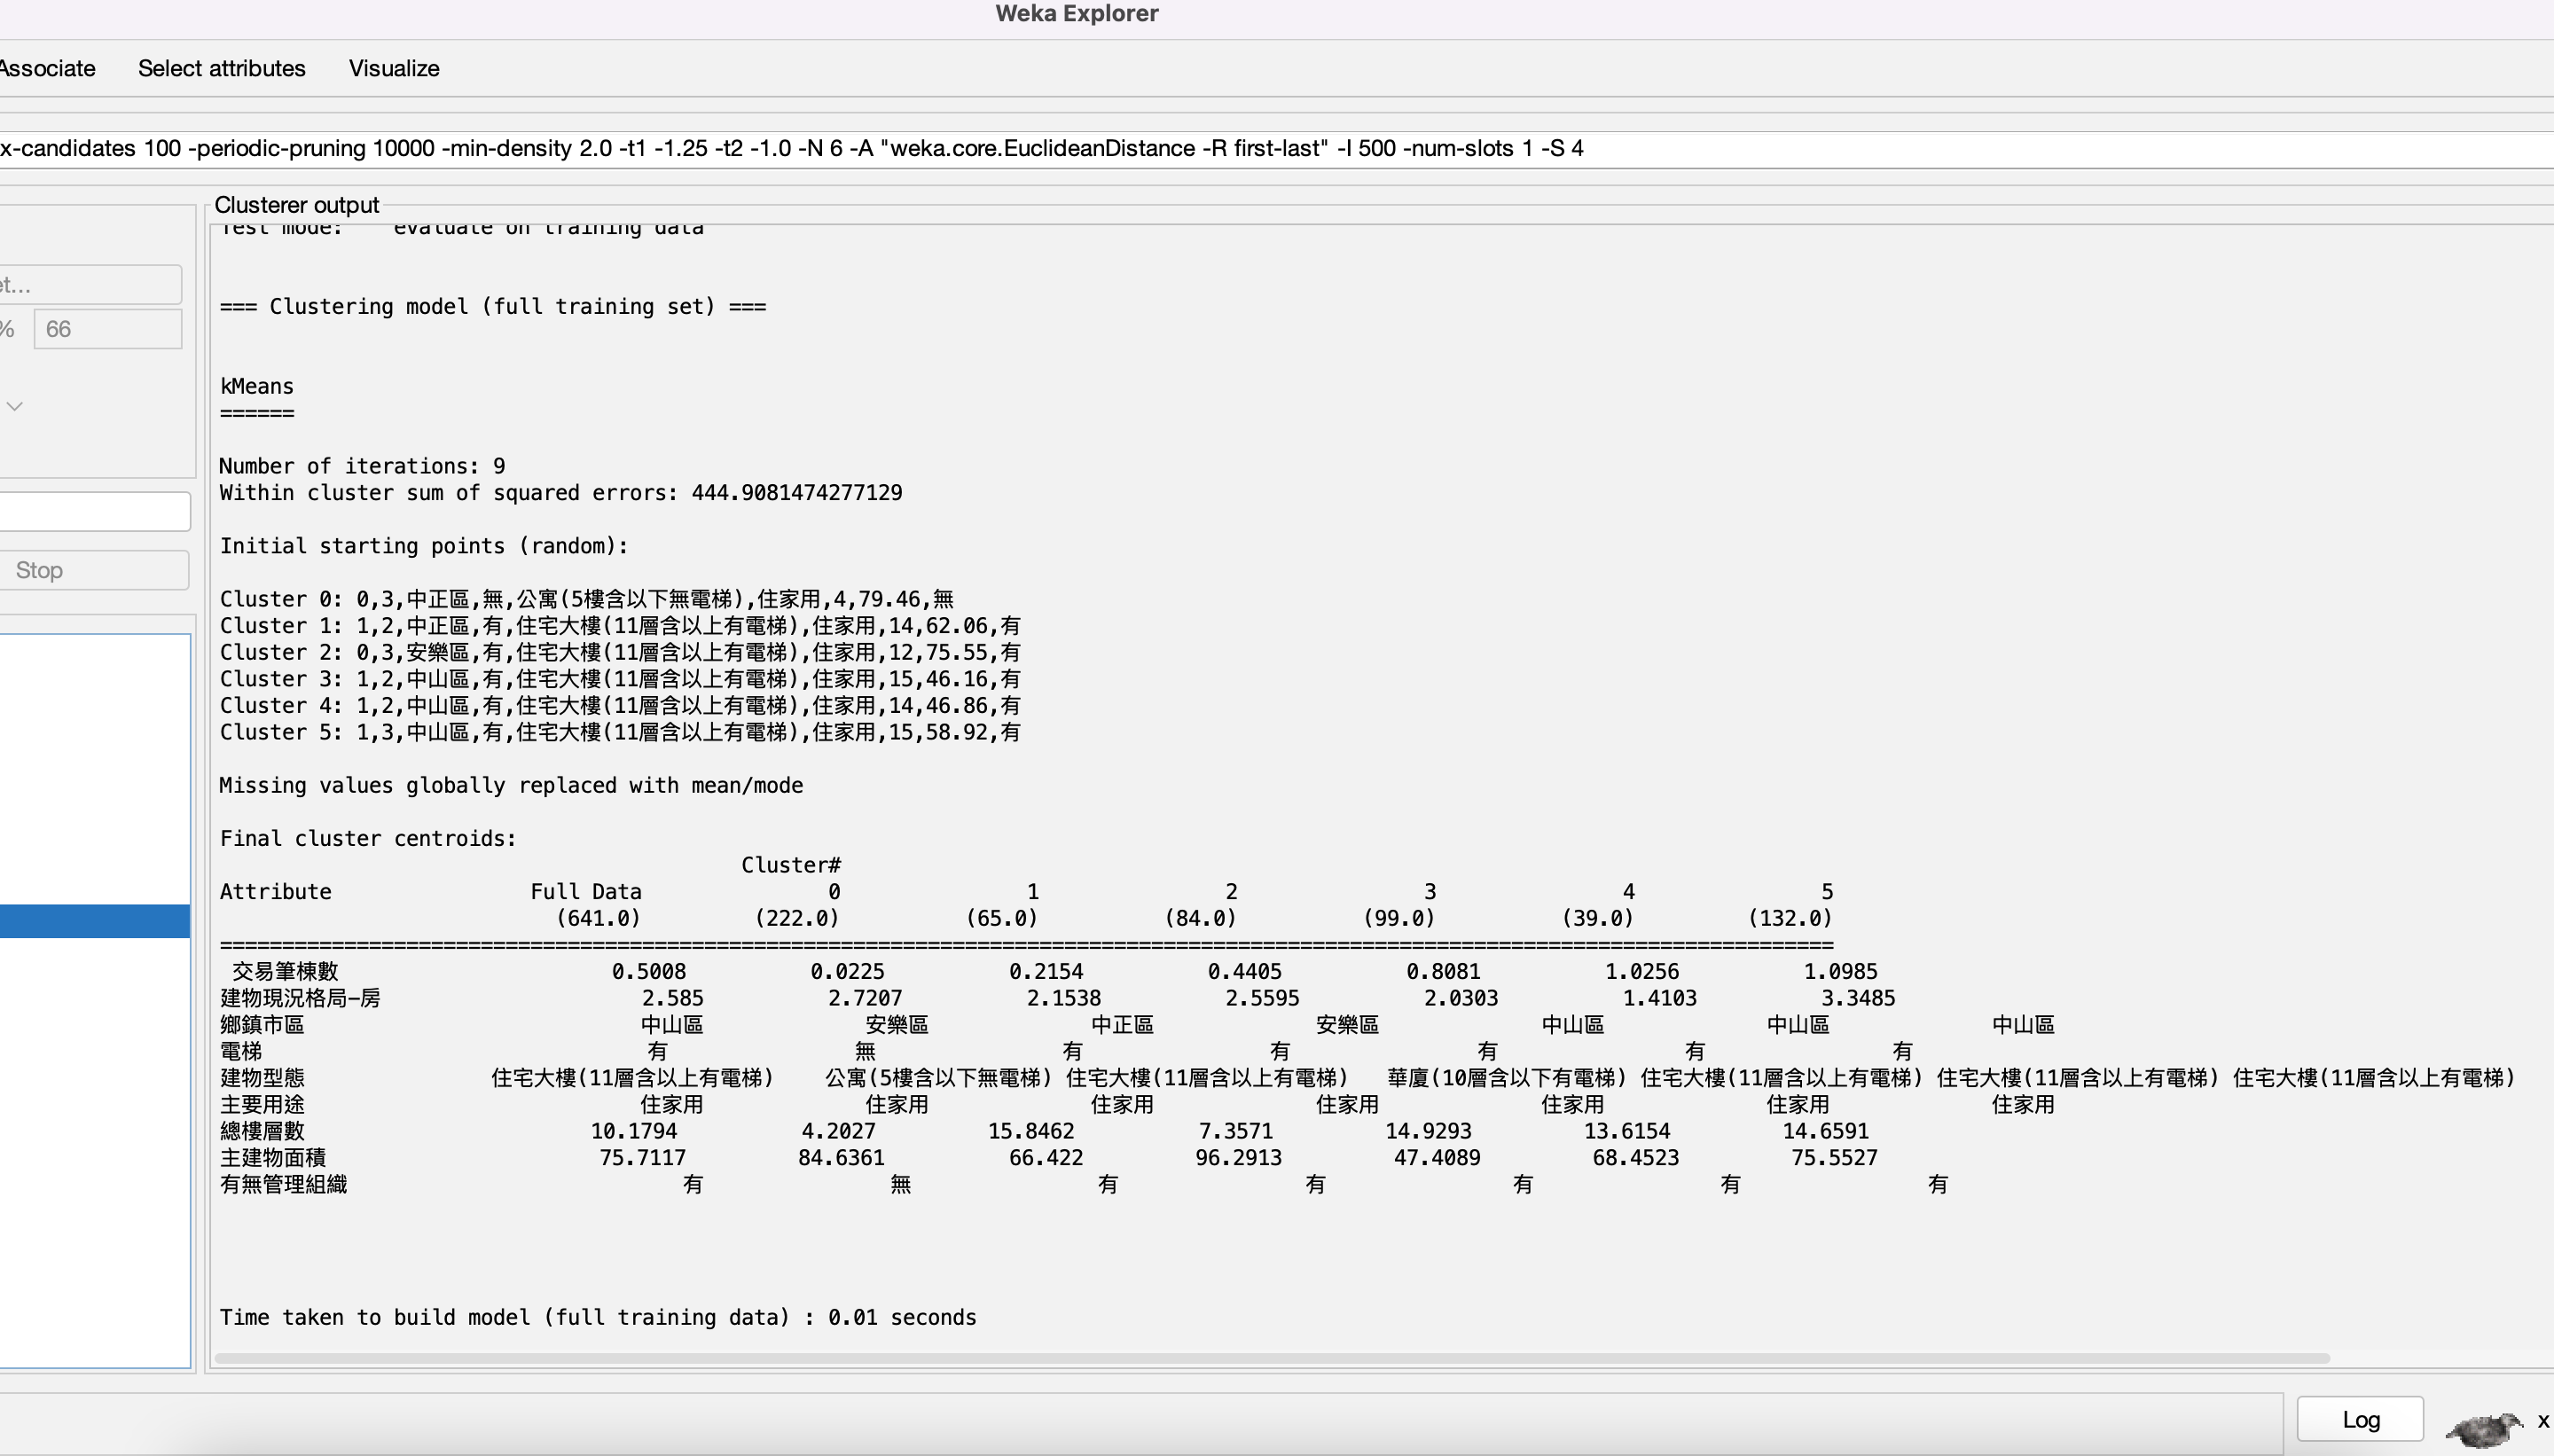 Weka Explorer
Associate Select attributes Visualize
x-candidates 100 -periodic-pruning 10000 -min-density 2.0 -t1 -1.25 -t2 -1.0 -N 6 -A "weka.core.EuclideanDistance -R first-last" -I 500 -num-slots 1 -S 4
Clusterer output
Test mode: evaluate on training data
et...
=== Clustering model (full training set) ===
% 66
kMeans
======
Number of iterations: 9
Within cluster sum of squared errors: 444.9081474277129
Initial starting points (random):
Stop
Cluster 0: 0,3,中正區,無,公寓(5樓含以下無電梯),住家用,4,79.46,無
Cluster 1: 1,2,中正區,有,住宅大樓(11層含以上有電梯),住家用,14,62.06,有
Cluster 2: 0,3,安樂區,有,住宅大樓(11層含以上有電梯),住家用,12,75.55,有
Cluster 3: 1,2,中山區,有,住宅大樓(11層含以上有電梯),住家用,15,46.16,有
Cluster 4: 1,2,中山區,有,住宅大樓(11層含以上有電梯),住家用,14,46.86,有
Cluster 5: 1,3,中山區,有,住宅大樓(11層含以上有電梯),住家用,15,58.92,有
Missing values globally replaced with mean/mode
Final cluster centroids:
Cluster#
Attribute Full Data 0 1 2 3 4 5
(641.0) (222.0) (65.0) (84.0) (99.0) (39.0) (132.0)
==================================================================================================================================
交易筆棟數 0.5008 0.0225 0.2154 0.4405 0.8081 1.0256 1.0985
建物現況格局-房 2.585 2.7207 2.1538 2.5595 2.0303 1.4103 3.3485
鄉鎮市區 中山區 安樂區 中正區 安樂區 中山區 中山區 中山區
電梯 有 無 有 有 有 有 有
建物型態 住宅大樓(11層含以上有電梯) 公寓(5樓含以下無電梯) 住宅大樓(11層含以上有電梯) 華廈(10層含以下有電梯) 住宅大樓(11層含以上有電梯) 住宅大樓(11層含以上有電梯) 住宅大樓(11層含以上有電梯)
主要用途 住家用 住家用 住家用 住家用 住家用 住家用 住家用
總樓層數 10.1794 4.2027 15.8462 7.3571 14.9293 13.6154 14.6591
主建物面積 75.7117 84.6361 66.422 96.2913 47.4089 68.4523 75.5527
有無管理組織 有 無 有 有 有 有 有
Time taken to build model (full training data) : 0.01 seconds
Log x